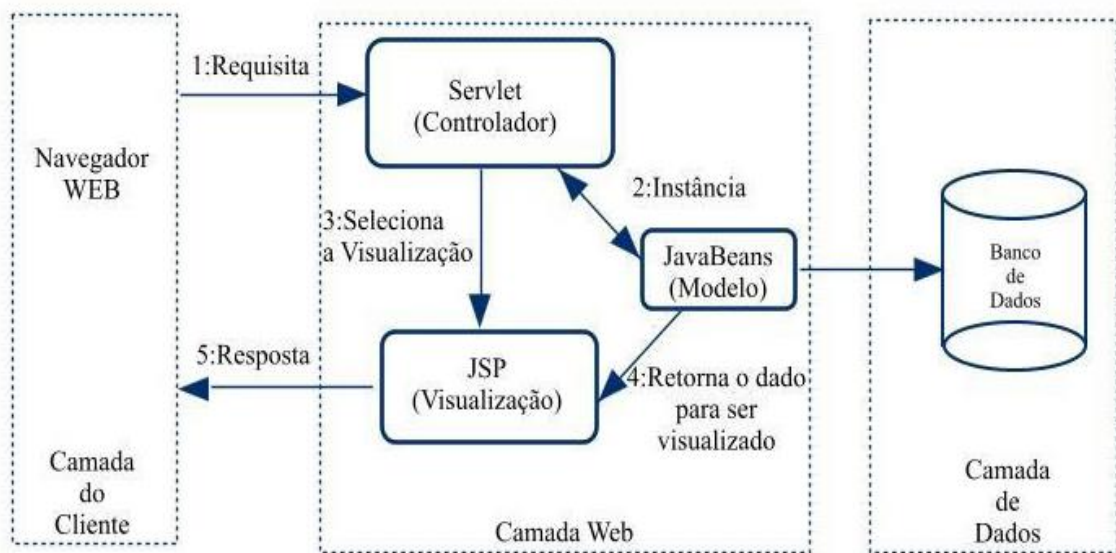 1:Requisita
Servlet
(Controlador)
Navegador
WEB
2:Instância
3:Seleciona
a Visualização
JavaBeans
(Modelo)
Banco
de
Dados
5:Resposta
JSP
(Visualização)
4:Retorna o dado
para ser
visualizado
Camada
do
Cliente
Camada Web
Camada
de
Dados